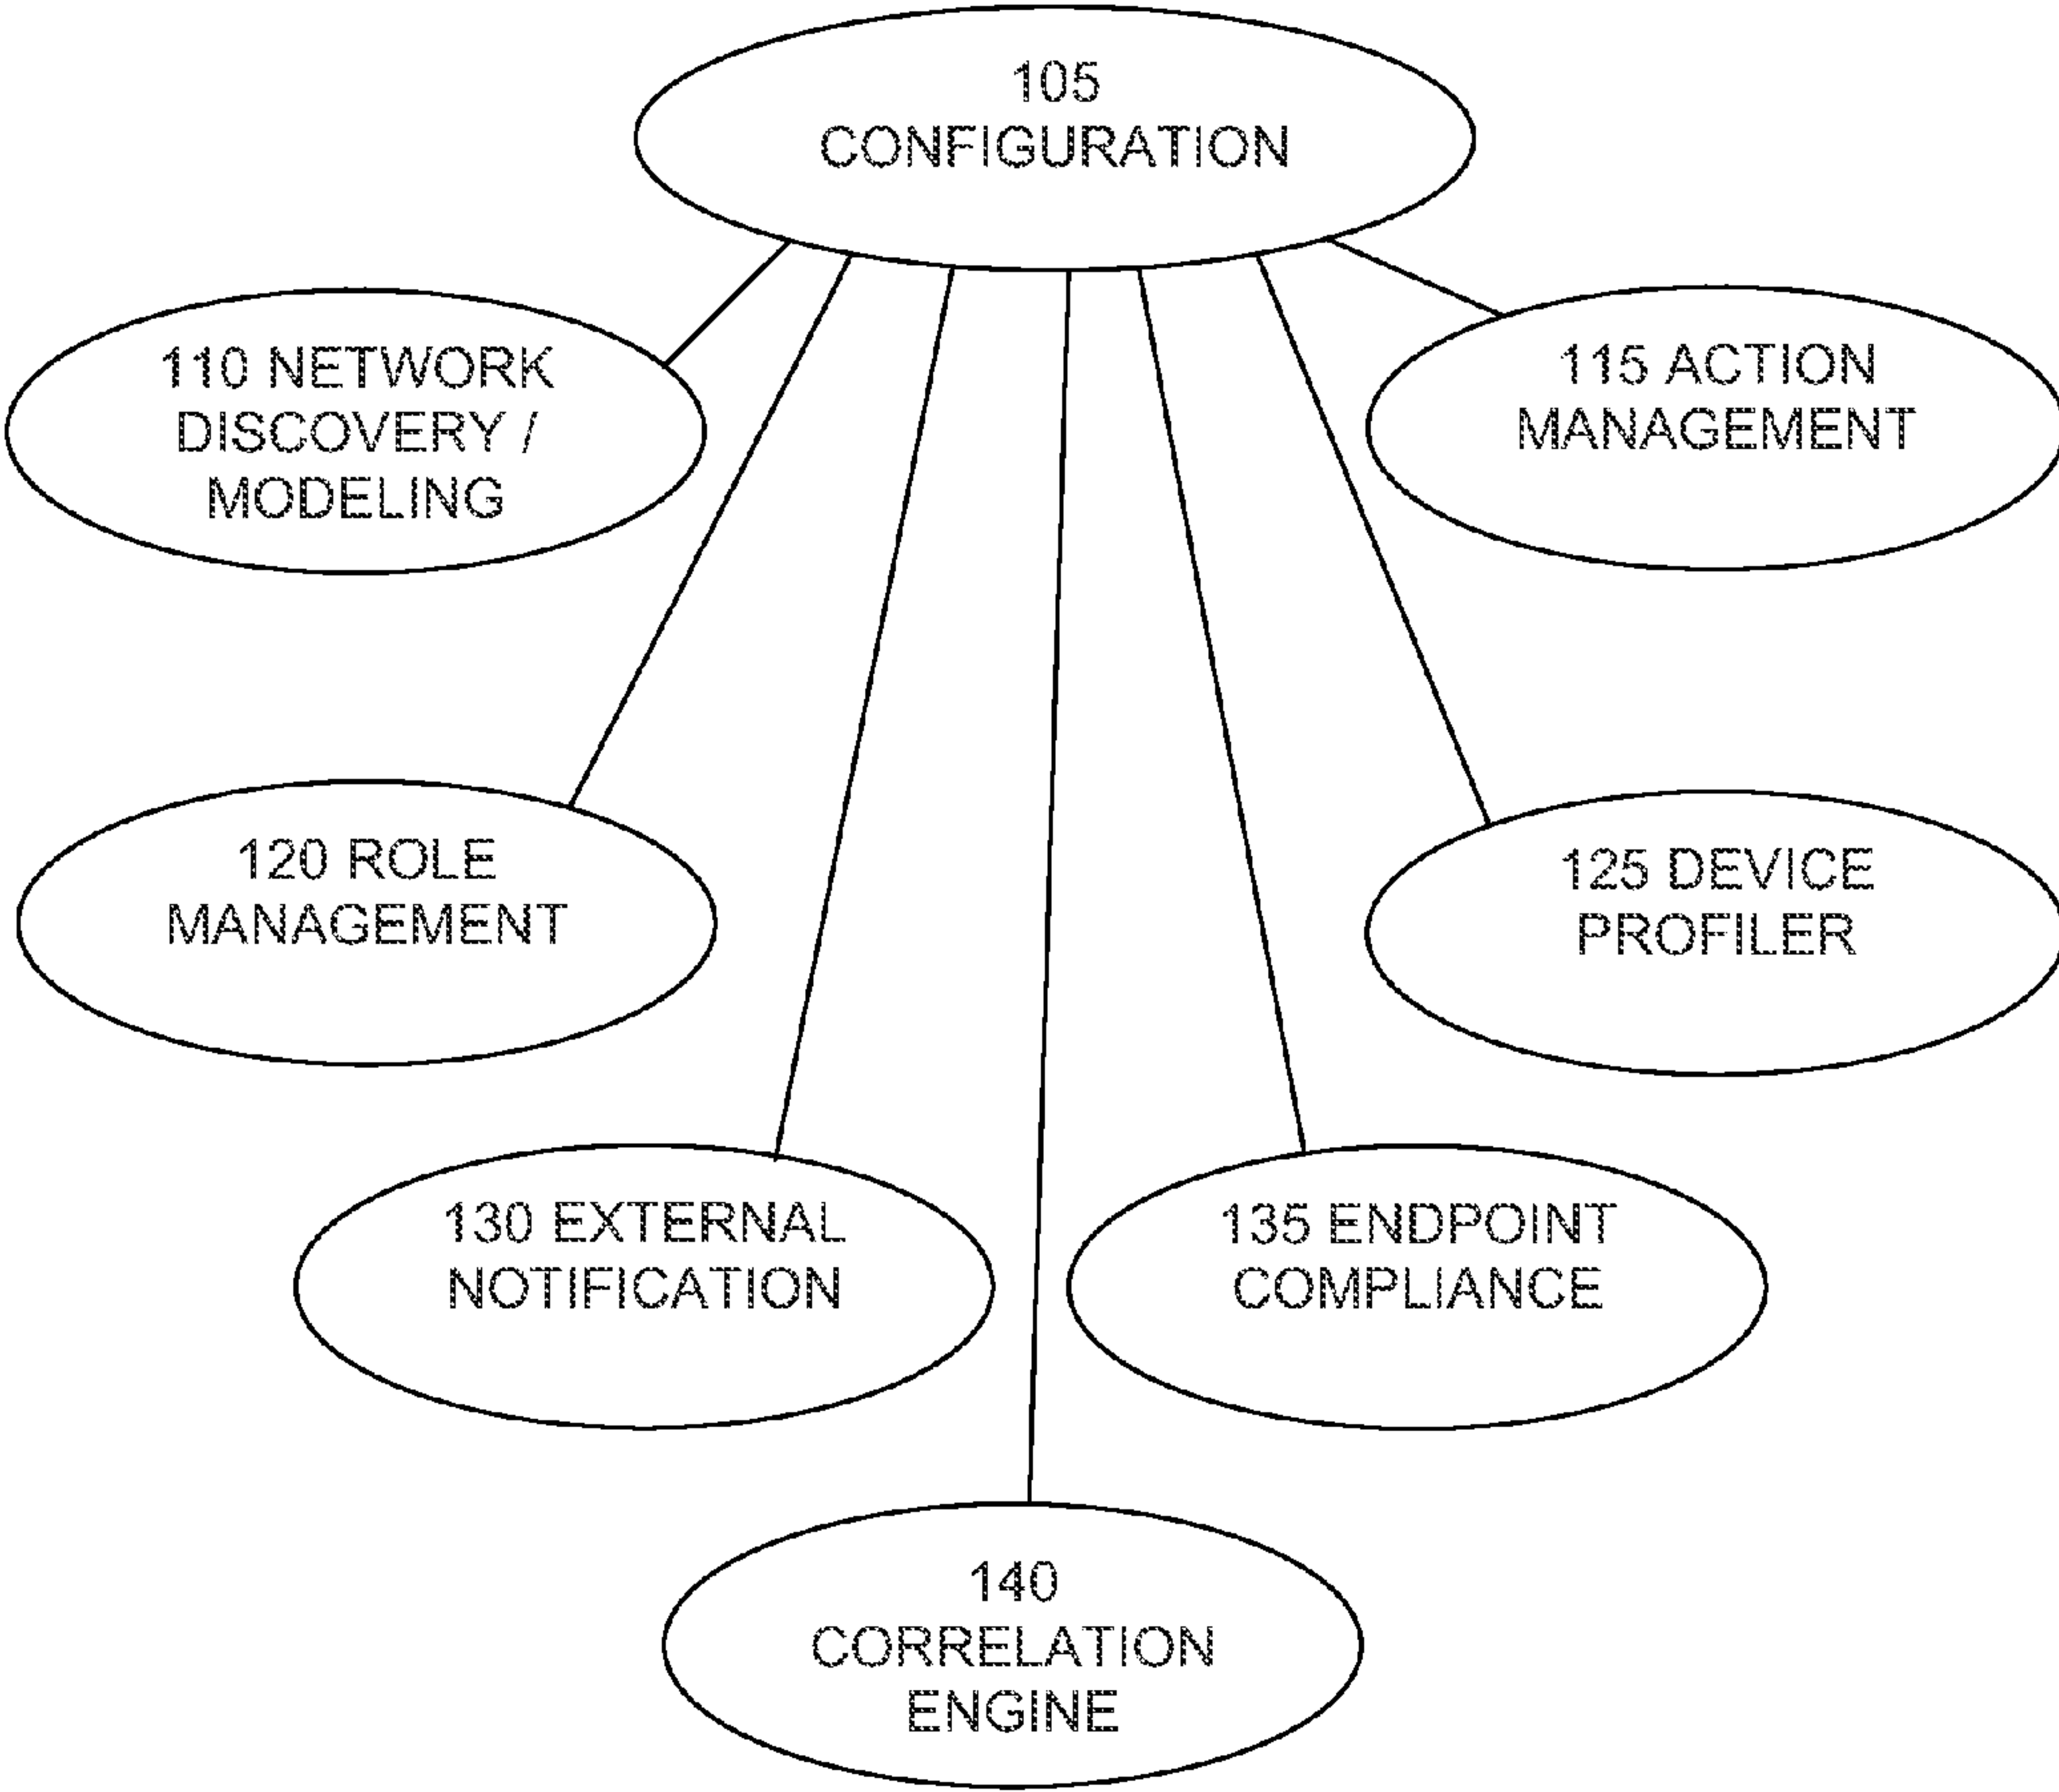 105
CONFIGURATION
110 NETWORK
DISCOVERY /
MODELING
115 ACTION
MANAGEMENT
120 ROLE
MANAGEMENT
125 DEVICE
PROFILER
130 EXTERNAL
NOTIFICATION
135 ENDPOINT
COMPLIANCE
140
CORRELATION
ENGINE